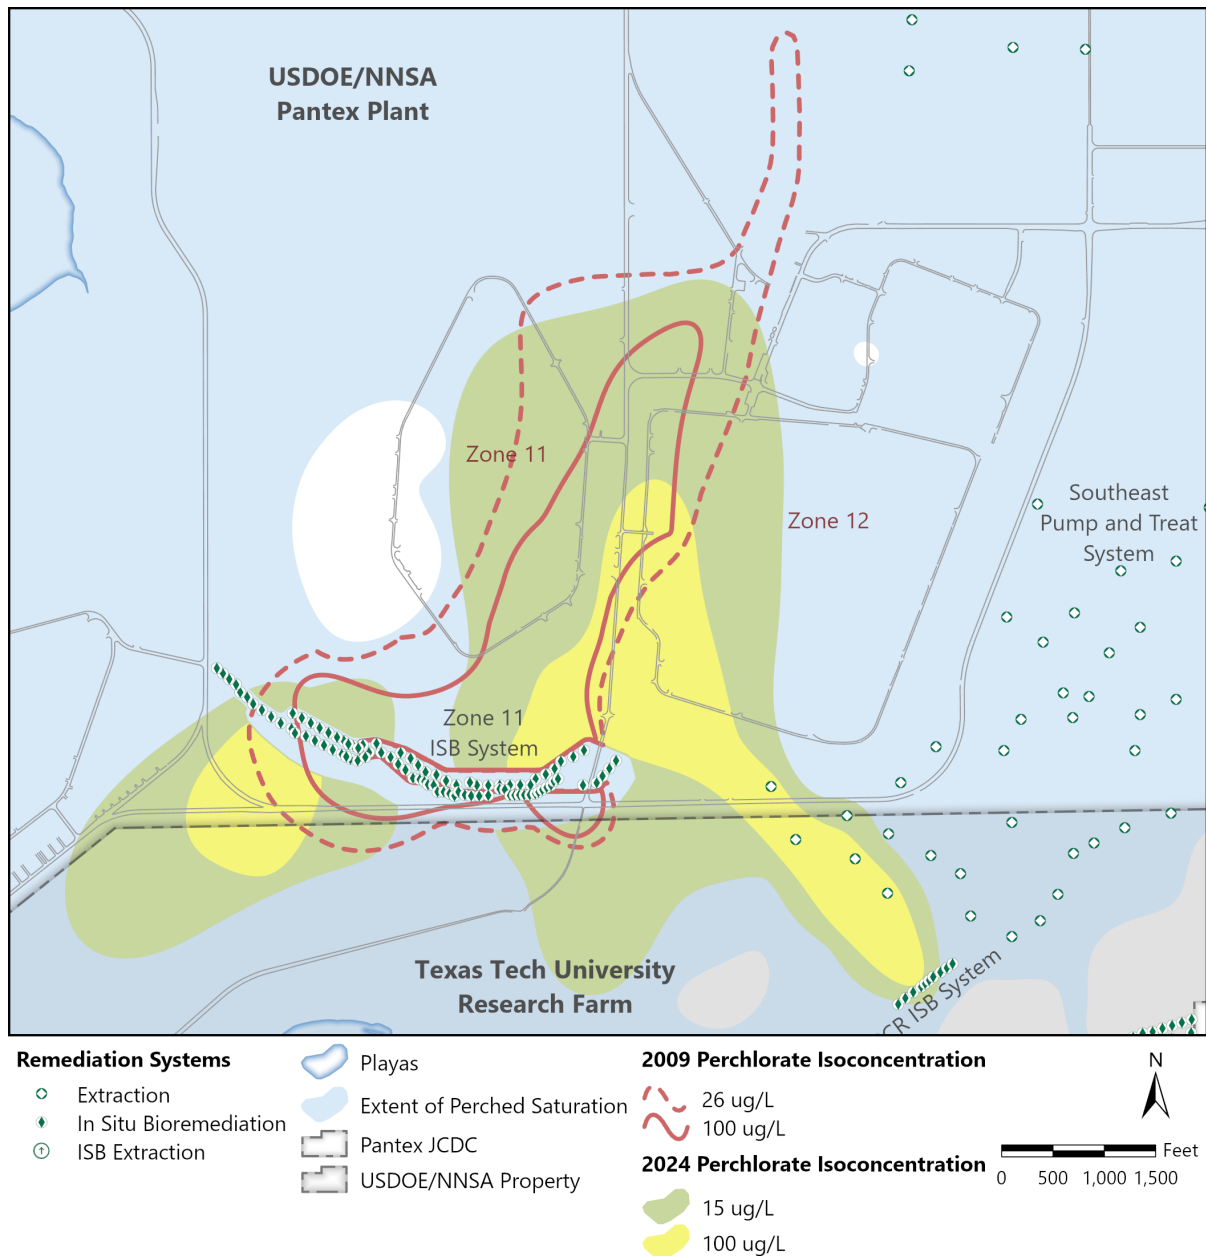 USDOE/NNSA
Pantex Plant
Zone 11
Zone 12
Southeast
Pump and Treat
System
Zone 11
ISB System
Texas Tech University
Research Farm
CR ISB System
Remediation Systems
Extraction
In Situ Bioremediation
ISB Extraction
Playas
Extent of Perched Saturation
Pantex JCDC
USDOE/NNSA Property
2009 Perchlorate Isoconcentration
26 ug/L
100 ug/L
2024 Perchlorate Isoconcentration
15 ug/L
100 ug/L
N
Feet
0 500 1,000 1,500